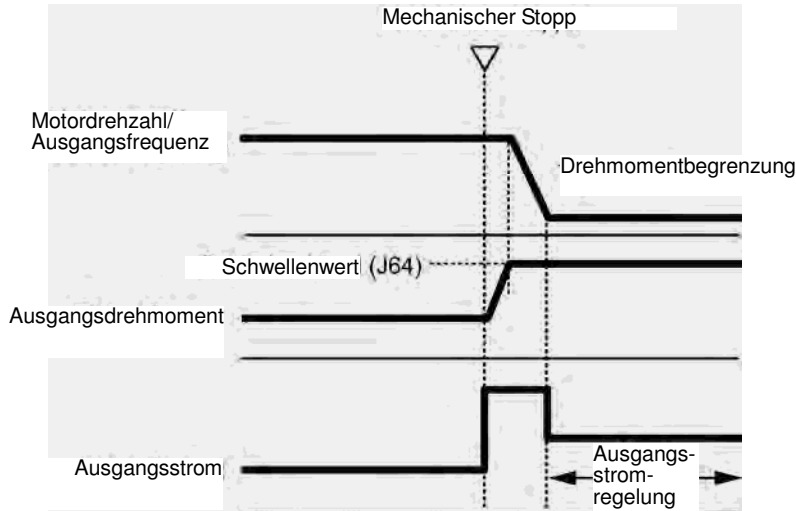 Mechanischer Stopp
Motordrehzahl/
Ausgangsfrequenz
Drehmomentbegrenzung
Schwellenwert (J64)
Ausgangsdrehmoment
Ausgangsstrom
Ausgangs-
strom-
regelung